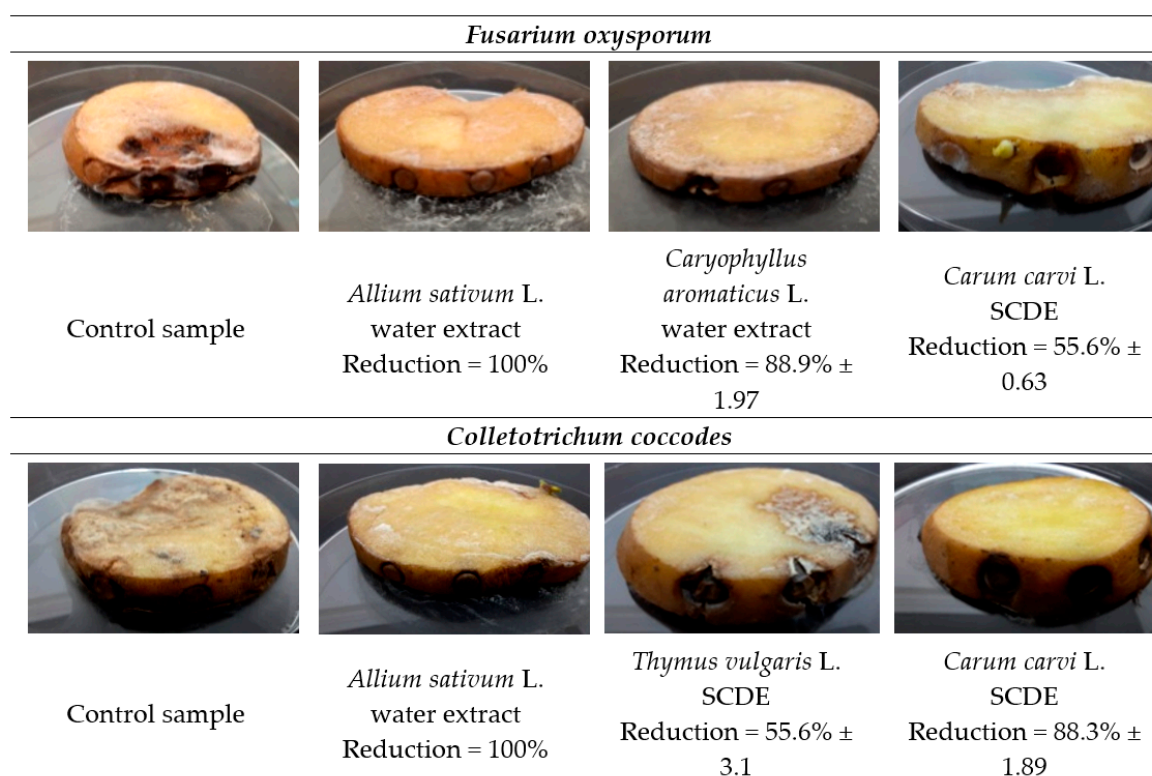 Fusarium oxysporum
Control sample
Allium sativum L.
water extract
Reduction = 100%
Caryophyllus
aromaticus L.
water extract
Reduction = 88.9% ±
1.97
Carum carvi L.
SCDE
Reduction = 55.6% ±
0.63
Colletotrichum coccodes
Control sample
Allium sativum L.
water extract
Reduction = 100%
Thymus vulgaris L.
SCDE
Reduction = 55.6% ±
3.1
Carum carvi L.
SCDE
Reduction = 88.3% ±
1.89